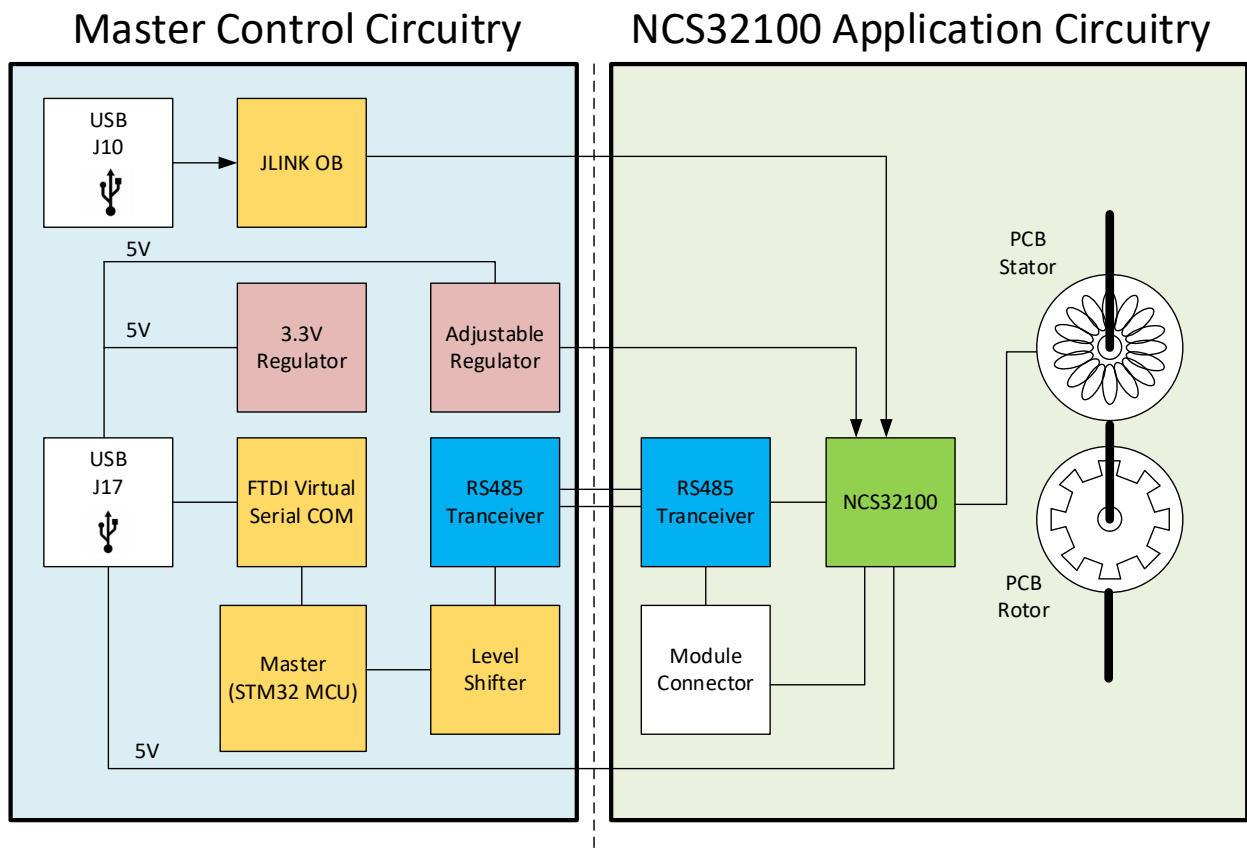 Master Control Circuitry
NCS32100 Application Circuitry
USB
J10
JLINK OB
5V
5V
3.3V
Regulator
Adjustable
Regulator
PCB
Stator
USB
J17
FTDI Virtual
Serial COM
RS485
Tranceiver
RS485
Tranceiver
NCS32100
PCB
Rotor
Master
(STM32 MCU)
Level
Shifter
Module
Connector
5V